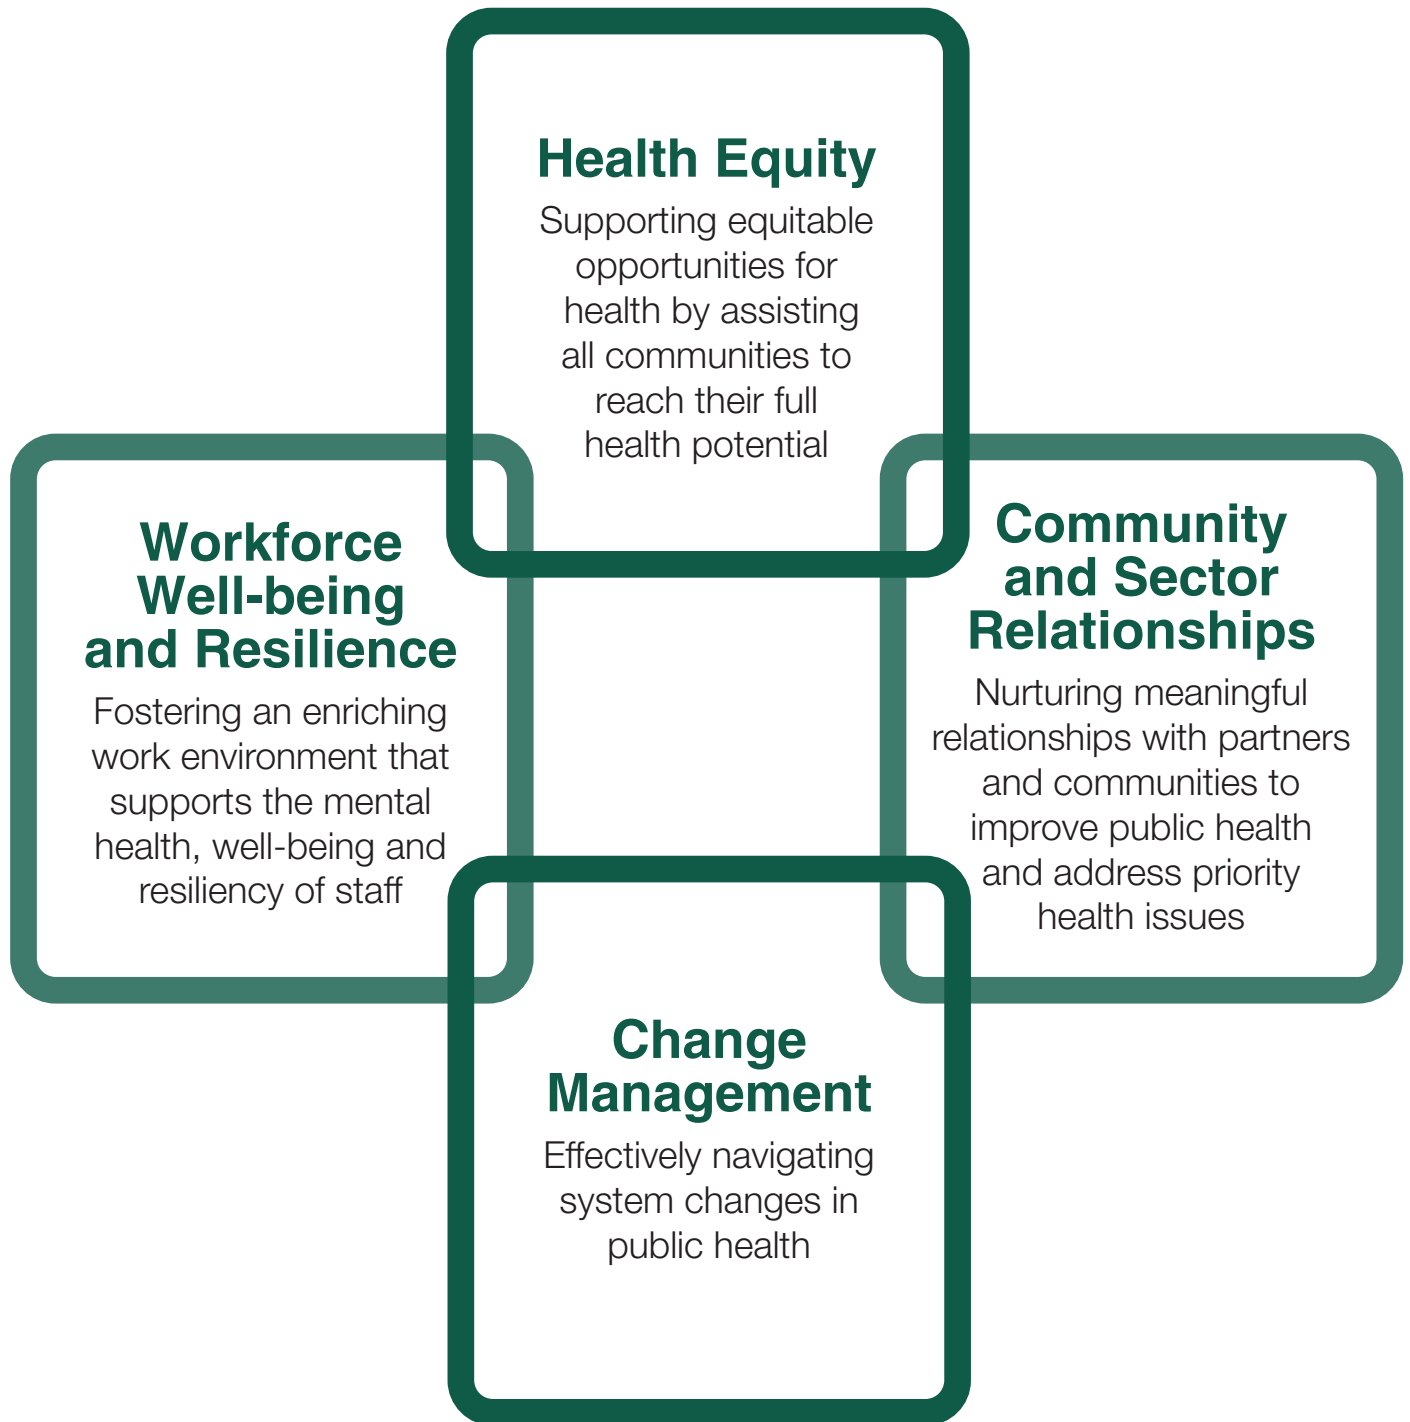 Health Equity
Supporting equitable
opportunities for
health by assisting
all communities to
reach their full
health potential
Workforce
Well-being
and Resilience
Fostering an enriching
work environment that
supports the mental
health, well-being and
resiliency of staff
Community
and Sector
Relationships
Nurturing meaningful
relationships with partners
and communities to
improve public health
and address priority
health issues
Change
Management
Effectively navigating
system changes in
public health